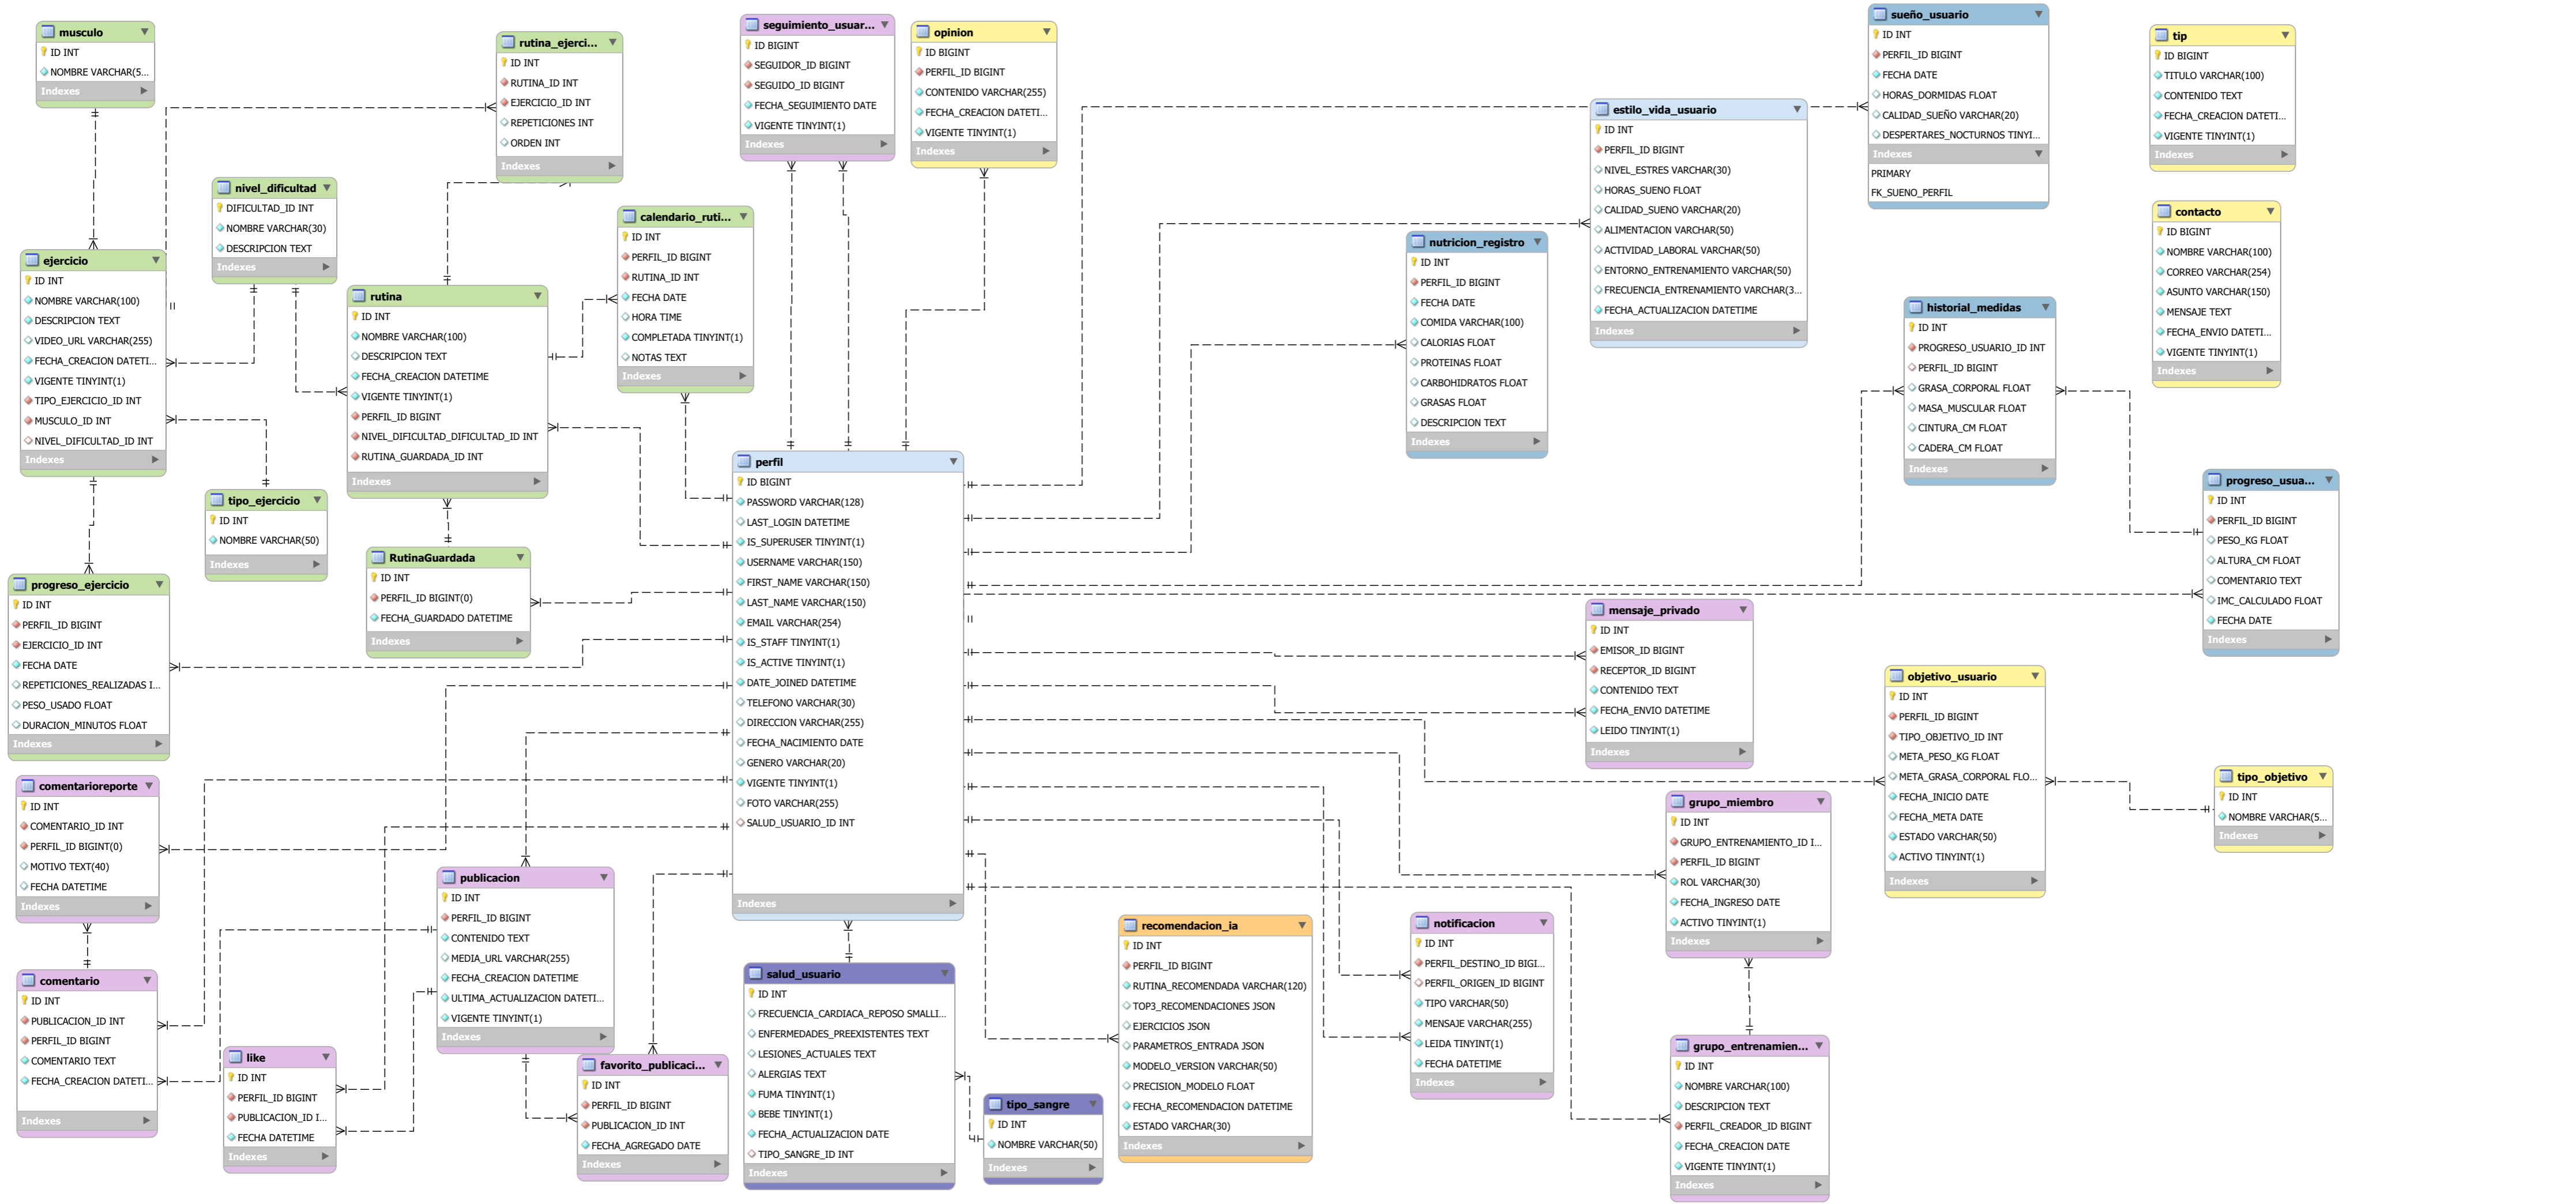 musculo
ID INT
NOMBRE VARCHAR(5...
Indexes
rutina_ejerci...
ID INT
RUTINA_ID INT
EJERCICIO_ID INT
REPETICIONES INT
ORDEN INT
Indexes
seguimiento_usuar...
ID BIGINT
SEGUIDOR_ID BIGINT
SEGUIDO_ID BIGINT
FECHA_SEGUIMIENTO DATE
VIGENTE TINYINT(1)
Indexes
opinion
ID BIGINT
PERFIL_ID BIGINT
CONTENIDO VARCHAR(255)
FECHA_CREACION DATETI...
VIGENTE TINYINT(1)
Indexes
estilo_vida_usuario
ID INT
PERFIL_ID BIGINT
NIVEL_ESTRES VARCHAR(30)
HORAS_SUENO FLOAT
CALIDAD_SUENO VARCHAR(20)
ALIMENTACION VARCHAR(50)
ACTIVIDAD_LABORAL VARCHAR(50)
ENTORNO_ENTRENAMIENTO VARCHAR(50)
FRECUENCIA_ENTRENAMIENTO VARCHAR(3...
FECHA_ACTUALIZACION DATETIME
Indexes
sueño_usuario
ID INT
PERFIL_ID BIGINT
FECHA DATE
HORAS_DORMIDAS FLOAT
CALIDAD_SUEÑO VARCHAR(20)
DESPERTARES_NOCTURNOS TINYI...
Indexes
PRIMARY
FK_SUENO_PERFIL
tip
ID BIGINT
TITULO VARCHAR(100)
CONTENIDO TEXT
FECHA_CREACION DATETI...
VIGENTE TINYINT(1)
Indexes
contacto
ID BIGINT
NOMBRE VARCHAR(100)
CORREO VARCHAR(254)
ASUNTO VARCHAR(150)
MENSAJE TEXT
FECHA_ENVIO DATETI...
VIGENTE TINYINT(1)
Indexes
nivel_dificultad
DIFICULTAD_ID INT
NOMBRE VARCHAR(30)
DESCRIPCION TEXT
Indexes
calendario_ruti...
ID INT
PERFIL_ID BIGINT
RUTINA_ID INT
FECHA DATE
HORA TIME
COMPLETADA TINYINT(1)
NOTAS TEXT
Indexes
nutricion_registro
ID INT
PERFIL_ID BIGINT
FECHA DATE
COMIDA VARCHAR(100)
CALORIAS FLOAT
PROTEINAS FLOAT
CARBOHIDRATOS FLOAT
GRASAS FLOAT
DESCRIPCION TEXT
Indexes
historial_medidas
ID INT
PROGRESO_USUARIO_ID INT
PERFIL_ID BIGINT
GRASA_CORPORAL FLOAT
MASA_MUSCULAR FLOAT
CINTURA_CM FLOAT
CADERA_CM FLOAT
Indexes
ejercicio
ID INT
NOMBRE VARCHAR(100)
DESCRIPCION TEXT
VIDEO_URL VARCHAR(255)
FECHA_CREACION DATETI...
VIGENTE TINYINT(1)
TIPO_EJERCICIO_ID INT
MUSCULO_ID INT
NIVEL_DIFICULTAD_ID INT
Indexes
rutina
ID INT
NOMBRE VARCHAR(100)
DESCRIPCION TEXT
FECHA_CREACION DATETIME
VIGENTE TINYINT(1)
PERFIL_ID BIGINT
NIVEL_DIFICULTAD_DIFICULTAD_ID INT
RUTINA_GUARDADA_ID INT
Indexes
tipo_ejercicio
ID INT
NOMBRE VARCHAR(50)
Indexes
RutinaGuardada
ID INT
PERFIL_ID BIGINT(0)
FECHA_GUARDADO DATETIME
Indexes
perfil
ID BIGINT
PASSWORD VARCHAR(128)
LAST_LOGIN DATETIME
IS_SUPERUSER TINYINT(1)
USERNAME VARCHAR(150)
FIRST_NAME VARCHAR(150)
LAST_NAME VARCHAR(150)
EMAIL VARCHAR(254)
IS_STAFF TINYINT(1)
IS_ACTIVE TINYINT(1)
DATE_JOINED DATETIME
TELEFONO VARCHAR(30)
DIRECCION VARCHAR(255)
FECHA_NACIMIENTO DATE
GENERO VARCHAR(20)
VIGENTE TINYINT(1)
FOTO VARCHAR(255)
SALUD_USUARIO_ID INT
Indexes
progreso_usua...
ID INT
PERFIL_ID BIGINT
PESO_KG FLOAT
ALTURA_CM FLOAT
COMENTARIO TEXT
IMC_CALCULADO FLOAT
FECHA DATE
Indexes
progreso_ejercicio
ID INT
PERFIL_ID BIGINT
EJERCICIO_ID INT
FECHA DATE
REPETICIONES_REALIZADAS I...
PESO_USADO FLOAT
DURACION_MINUTOS FLOAT
Indexes
mensaje_privado
ID INT
EMISOR_ID BIGINT
RECEPTOR_ID BIGINT
CONTENIDO TEXT
FECHA_ENVIO DATETIME
LEIDO TINYINT(1)
Indexes
objetivo_usuario
ID INT
PERFIL_ID BIGINT
TIPO_OBJETIVO_ID INT
META_PESO_KG FLOAT
META_GRASA_CORPORAL FLO...
FECHA_INICIO DATE
FECHA_META DATE
ESTADO VARCHAR(50)
ACTIVO TINYINT(1)
Indexes
tipo_objetivo
ID INT
NOMBRE VARCHAR(5...
Indexes
comentarioreporte
ID INT
COMENTARIO_ID INT
PERFIL_ID BIGINT(0)
MOTIVO TEXT(40)
FECHA DATETIME
Indexes
grupo_miembro
ID INT
GRUPO_ENTRENAMIENTO_ID I...
PERFIL_ID BIGINT
ROL VARCHAR(30)
FECHA_INGRESO DATE
ACTIVO TINYINT(1)
Indexes
publicacion
ID INT
PERFIL_ID BIGINT
CONTENIDO TEXT
MEDIA_URL VARCHAR(255)
FECHA_CREACION DATETIME
ULTIMA_ACTUALIZACION DATETI...
VIGENTE TINYINT(1)
Indexes
comentario
ID INT
PUBLICACION_ID INT
PERFIL_ID BIGINT
COMENTARIO TEXT
FECHA_CREACION DATETI...
Indexes
like
ID INT
PERFIL_ID BIGINT
PUBLICACION_ID I...
FECHA DATETIME
Indexes
favorito_publicaci...
ID INT
PERFIL_ID BIGINT
PUBLICACION_ID INT
FECHA_AGREGADO DATE
Indexes
salud_usuario
ID INT
FRECUENCIA_CARDIACA_REPOSO SMALLI...
ENFERMEDADES_PREEXISTENTES TEXT
LESIONES_ACTUALES TEXT
ALERGIAS TEXT
FUMA TINYINT(1)
BEBE TINYINT(1)
FECHA_ACTUALIZACION DATE
TIPO_SANGRE_ID INT
Indexes
tipo_sangre
ID INT
NOMBRE VARCHAR(50)
Indexes
recomendacion_ia
ID INT
PERFIL_ID BIGINT
RUTINA_RECOMENDADA VARCHAR(120)
TOP3_RECOMENDACIONES JSON
EJERCICIOS JSON
PARAMETROS_ENTRADA JSON
MODELO_VERSION VARCHAR(50)
PRECISION_MODELO FLOAT
FECHA_RECOMENDACION DATETIME
ESTADO VARCHAR(30)
Indexes
notificacion
ID INT
PERFIL_DESTINO_ID BIGI...
PERFIL_ORIGEN_ID BIGINT
TIPO VARCHAR(50)
MENSAJE VARCHAR(255)
LEIDA TINYINT(1)
FECHA DATETIME
Indexes
grupo_entrenamien...
ID INT
NOMBRE VARCHAR(100)
DESCRIPCION TEXT
PERFIL_CREADOR_ID BIGINT
FECHA_CREACION DATE
VIGENTE TINYINT(1)
Indexes